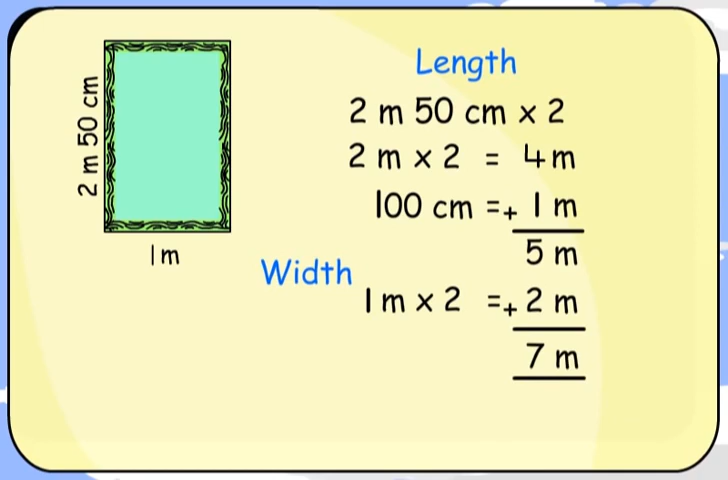 2 m 50 cm
1 m
Length
2 m 50 cm x 2
2 m x 2 = 4 m
100 cm =+ 1 m
5 m
Width
1 m x 2 =+ 2 m
7 m